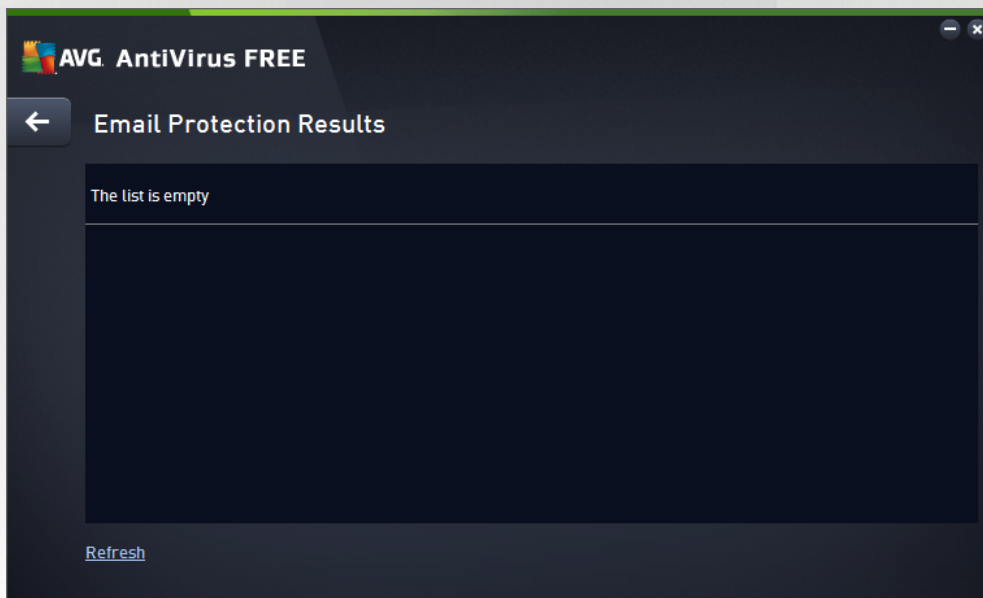 AVG. AntiVirus FREE
Email Protection Results
The list is empty
Refresh